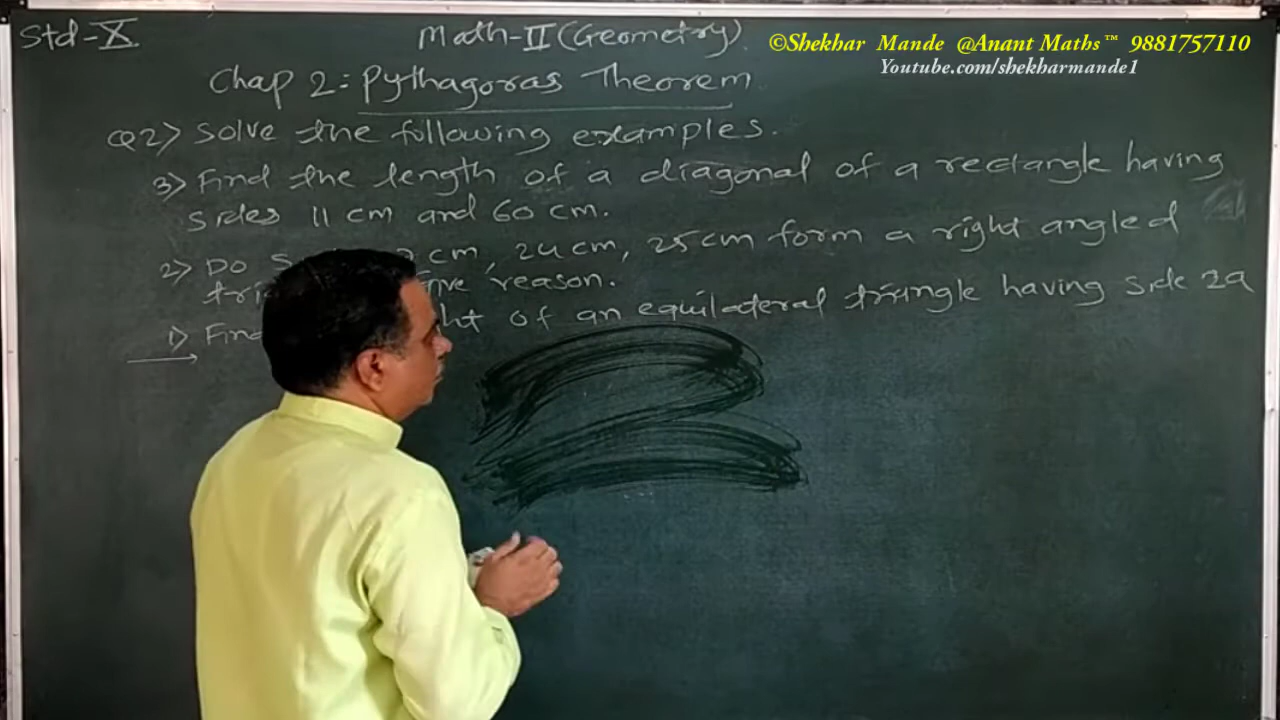 Std-X
Math-II (Geometry)
©Shekhar Mande @Anant Maths™ 9881757110
Youtube.com/shekharmande1
Chap 2: Pythagoras Theorem
Q2> Solve the following examples.
3> Find the length of a diagonal of a rectangle having
sides 11 cm and 60 cm.
2> Do cm, 24 cm, 25 cm form a right angled
reason.
1> Find of an equilateral triangle having side 2a